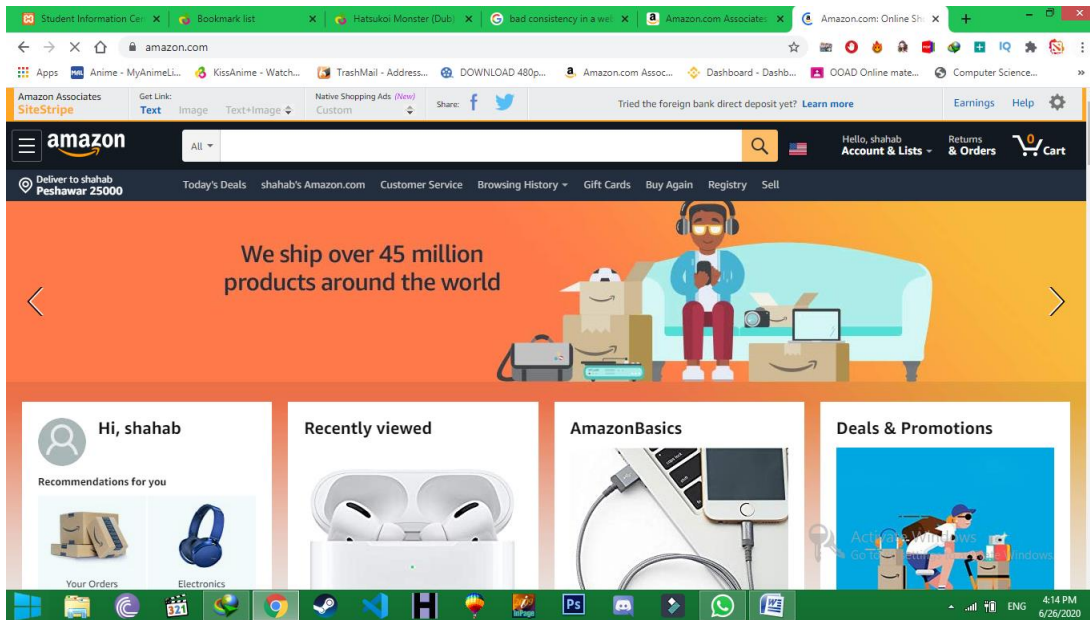 Student Information Cen
Bookmark list
Hatsukoi Monster (Dub)
bad consistency in a wel
Amazon.com Associates
Amazon.com: Online Sh
amazon.com
Apps
Anime - MyAnimeLi...
KissAnime - Watch...
TrashMail - Address...
DOWNLOAD 480p...
Amazon.com Assoc...
Dashboard - Dashb...
OOAD Online mate...
Computer Science...
Amazon Associates
SiteStripe
Get Link:
Text Image Text+Image
Native Shopping Ads (New)
Custom
Share:
Tried the foreign bank direct deposit yet? Learn more
Earnings Help
amazon
All
Hello, shahab
Account & Lists
Returns
& Orders
0
Cart
Deliver to shahab
Peshawar 25000
Today's Deals shahab's Amazon.com Customer Service Browsing History Gift Cards Buy Again Registry Sell
We ship over 45 million
products around the world
Hi, shahab
Recommendations for you
Your Orders
Electronics
Recently viewed
AmazonBasics
Deals & Promotions
Activate Windows
ENG
4:14 PM
6/26/2020